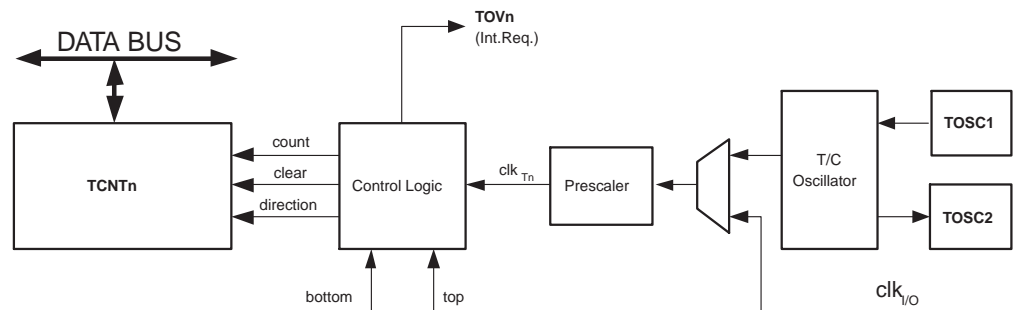 DATA BUS
TOVn
(Int.Req.)
TCNTn
count
clear
direction
Control Logic
clk Tn
Prescaler
T/C
Oscillator
TOSC1
TOSC2
bottom
top
clk I/O